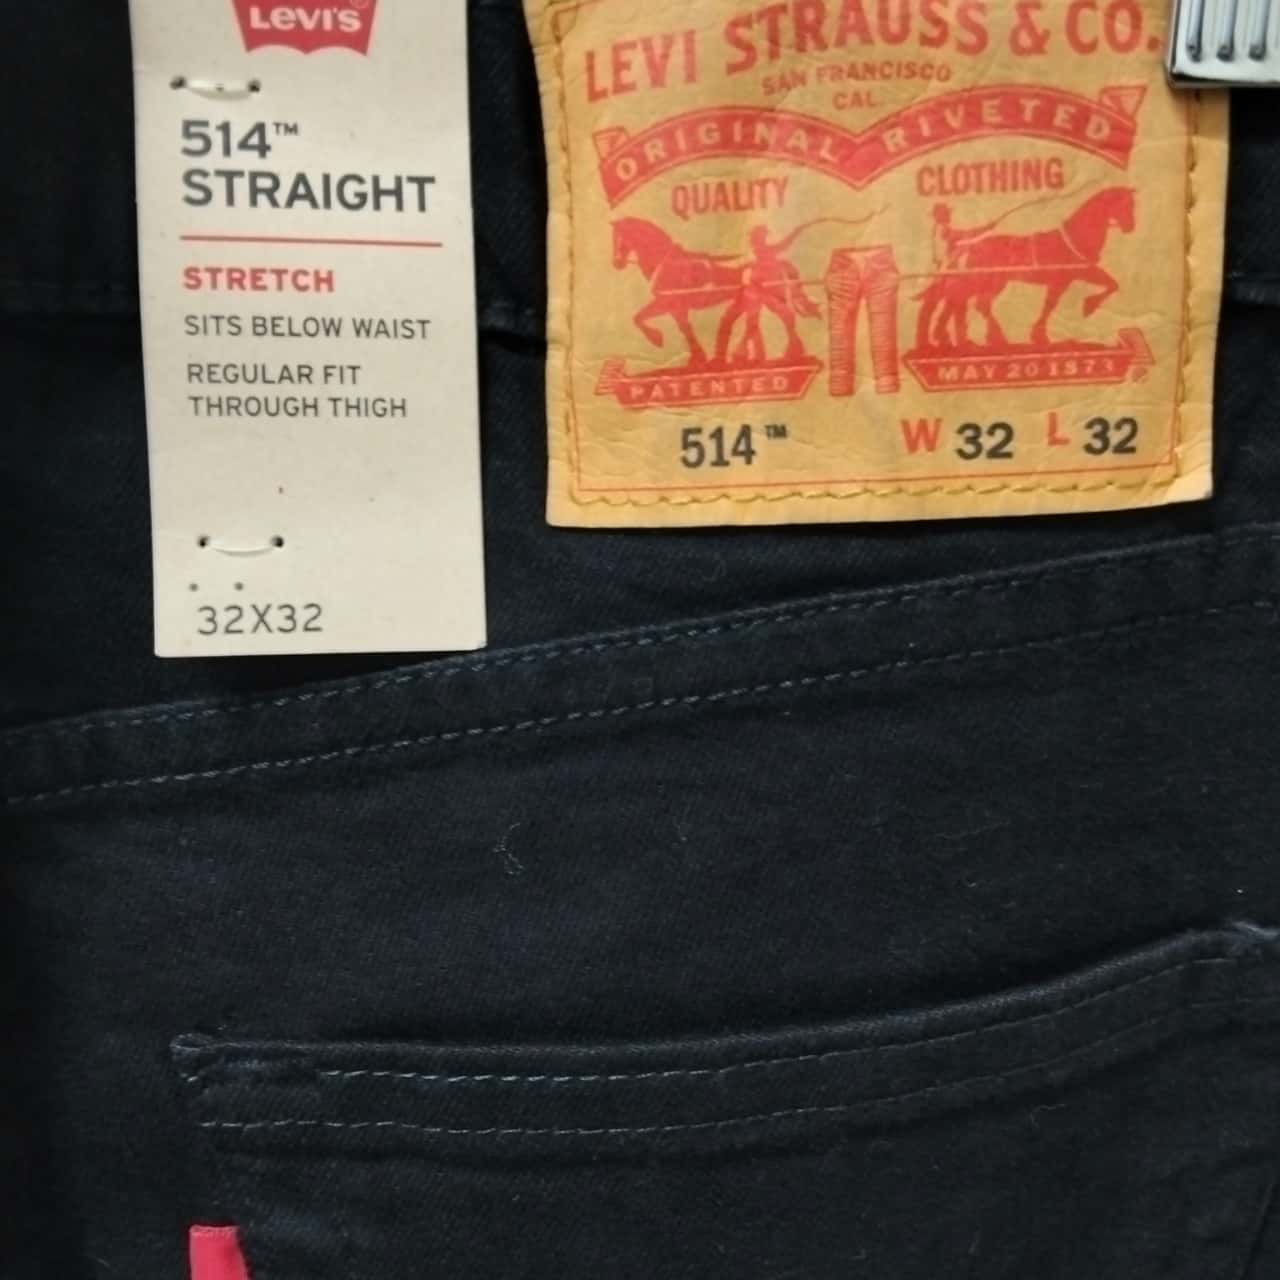 LEVI'S®
514™
STRAIGHT
STRETCH
SITS BELOW WAIST
REGULAR FIT
THROUGH THIGH
32X32
LEVI STRAUSS & CO.
SAN FRANCISCO
CAL.
ORIGINAL RIVETED
QUALITY CLOTHING
PATENTED MAY 20 1873
514™ W 32 L 32